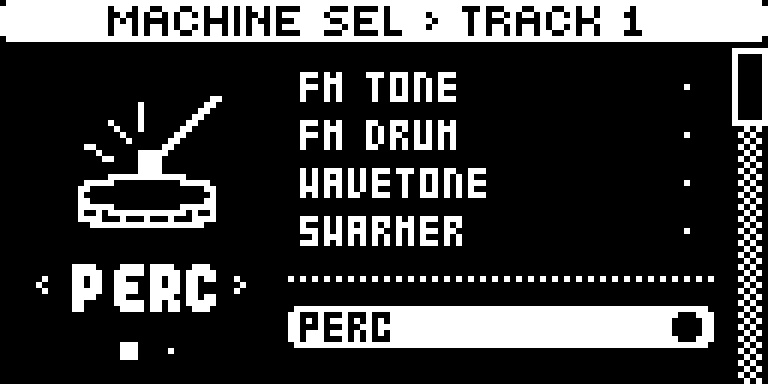 MACHINE SEL > TRACK 1
FM TONE
FM DRUM
WAVETONE
SWARMER
< PERC >
PERC